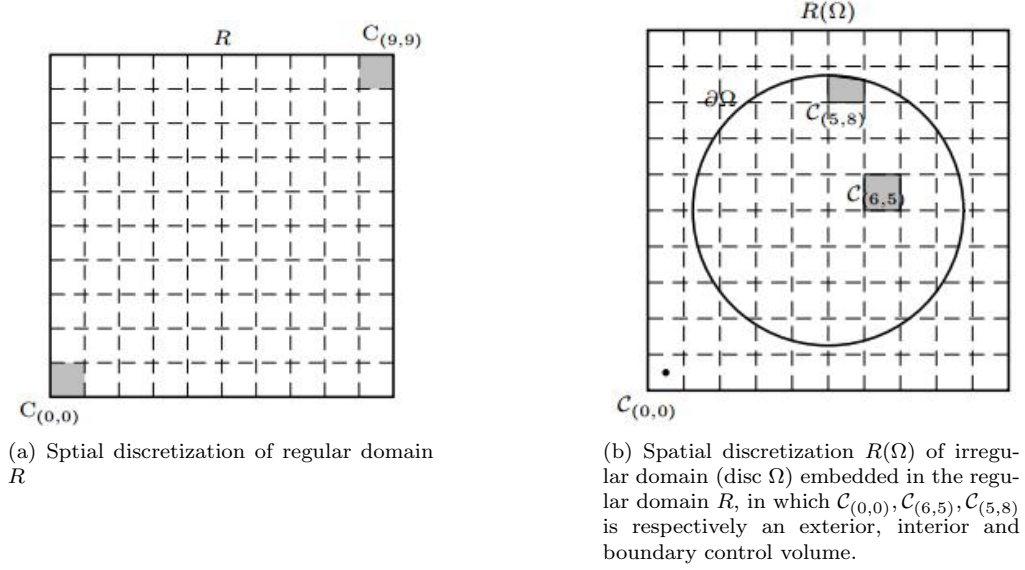 R
C(9,9)
C(0,0)
(a) Sptial discretization of regular domain
R
R(Ω)
∂Ω
𝒞(5,8)
𝒞(6,5)
𝒞(0,0)
(b) Spatial discretization R(Ω) of irregu-
lar domain (disc Ω) embedded in the regu-
lar domain R, in which 𝒞(0,0), 𝒞(6,5), 𝒞(5,8)
is respectively an exterior, interior and
boundary control volume.